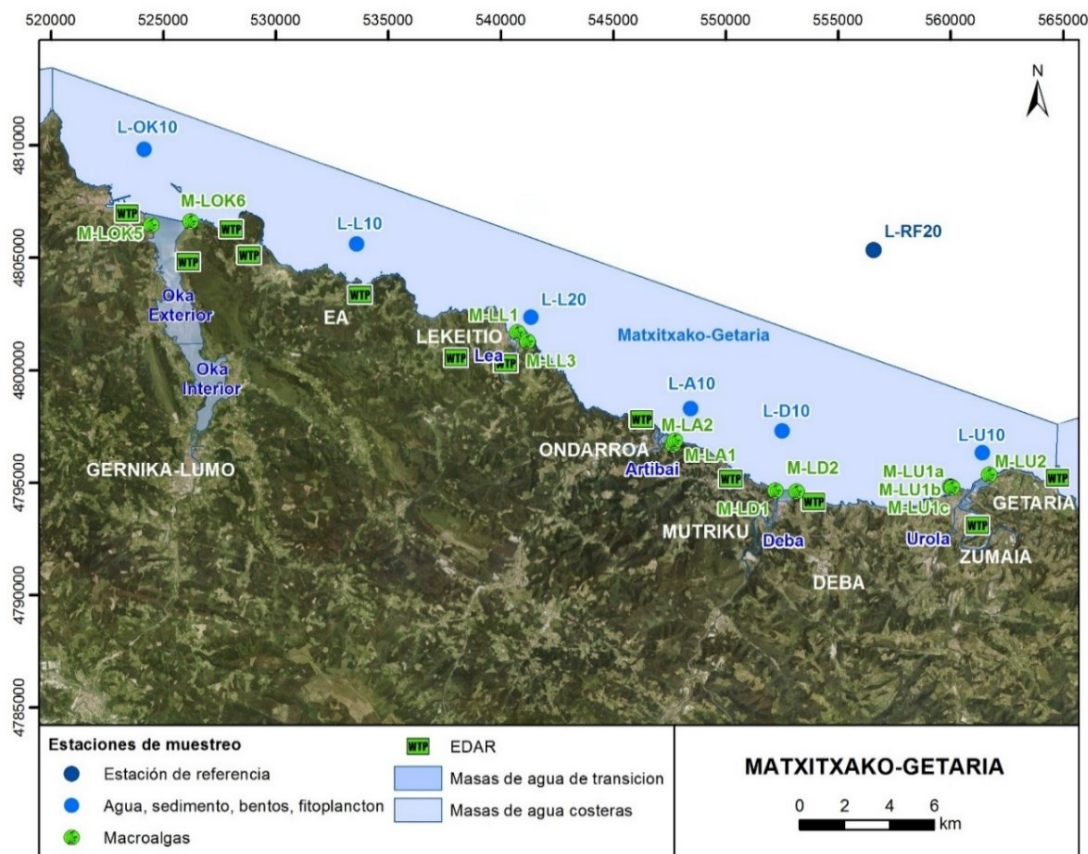 520000 525000 530000 535000 540000 545000 550000 555000 560000 565000
N
4810000
4805000
4800000
4795000
4790000
4785000
L-OK10
M-LOK6
WTP
M-LOK5
WTP
L-L10
L-RF20
WTP
WTP
Oka
Exterior
WTP
EA
L-L20
M-LL1
LEKEITIO
Matxitxako-Getaria
Lea
M-LL3
WTP
WTP
Oka
Interior
L-A10
L-D10
WTP
M-LA2
ONDARROA
M-LA1
Artibai
GERNIKA-LUMO
L-U10
M-LU2
M-LU1a
M-LU1b
M-LU1c
WTP
WTP
M-LD2
M-LD1
WTP
GETARIA
MUTRIKU
Deba
Urola
WTP
ZUMAIA
DEBA
Estaciones de muestreo
Estación de referencia
Agua, sedimento, bentos, fitoplancton
Macroalgas
WTP EDAR
Masas de agua de transicion
Masas de agua costeras
MATXITXAKO-GETARIA
0 2 4 6
km